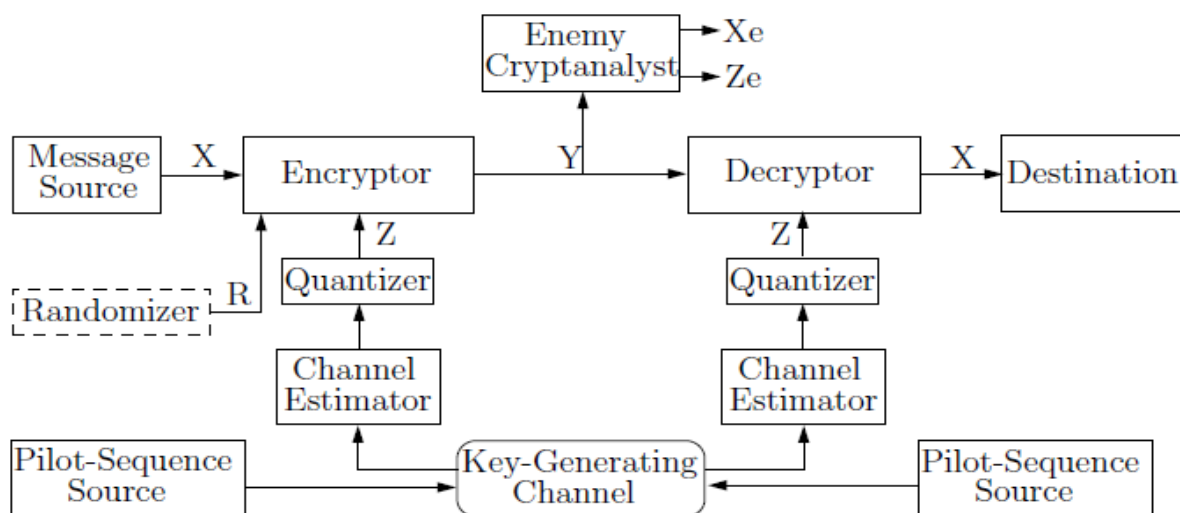 Enemy
Cryptanalyst
Xe
Ze
Message
Source
X
Encryptor
Y
Decryptor
X
Destination
Z
Z
Randomizer
R
Quantizer
Quantizer
Channel
Estimator
Channel
Estimator
Pilot-Sequence
Source
Key-Generating
Channel
Pilot-Sequence
Source